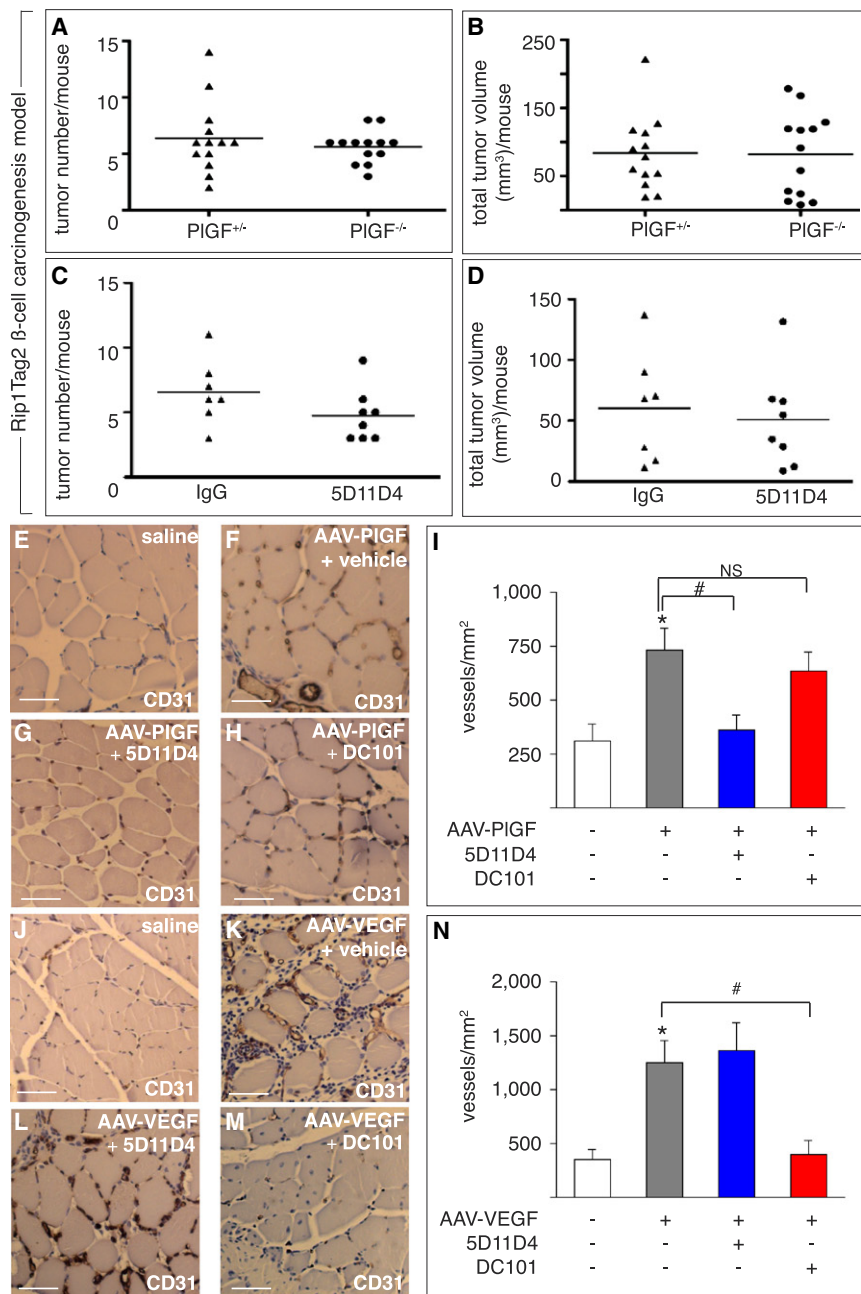 Rip1Tag2 ß-cell carcinogenesis model
A
tumor number/mouse
15
10
5
0
PlGF+/-
PlGF-/-
B
total tumor volume
(mm³)/mouse
250
150
50
PlGF+/-
PlGF-/-
C
tumor number/mouse
15
10
5
0
IgG
5D11D4
D
total tumor volume
(mm³)/mouse
150
100
50
0
IgG
5D11D4
E
saline
CD31
F
AAV-PlGF
+ vehicle
CD31
G
AAV-PlGF
+ 5D11D4
CD31
H
AAV-PlGF
+ DC101
CD31
I
vessels/mm²
1,000
750
500
250
NS
#
*
AAV-PlGF - + + +
5D11D4 - - + -
DC101 - - - +
J
saline
CD31
K
AAV-VEGF
+ vehicle
CD31
L
AAV-VEGF
+ 5D11D4
CD31
M
AAV-VEGF
+ DC101
CD31
N
vessels/mm²
2,000
1,500
1,000
500
#
*
AAV-VEGF - + + +
5D11D4 - - + -
DC101 - - - +